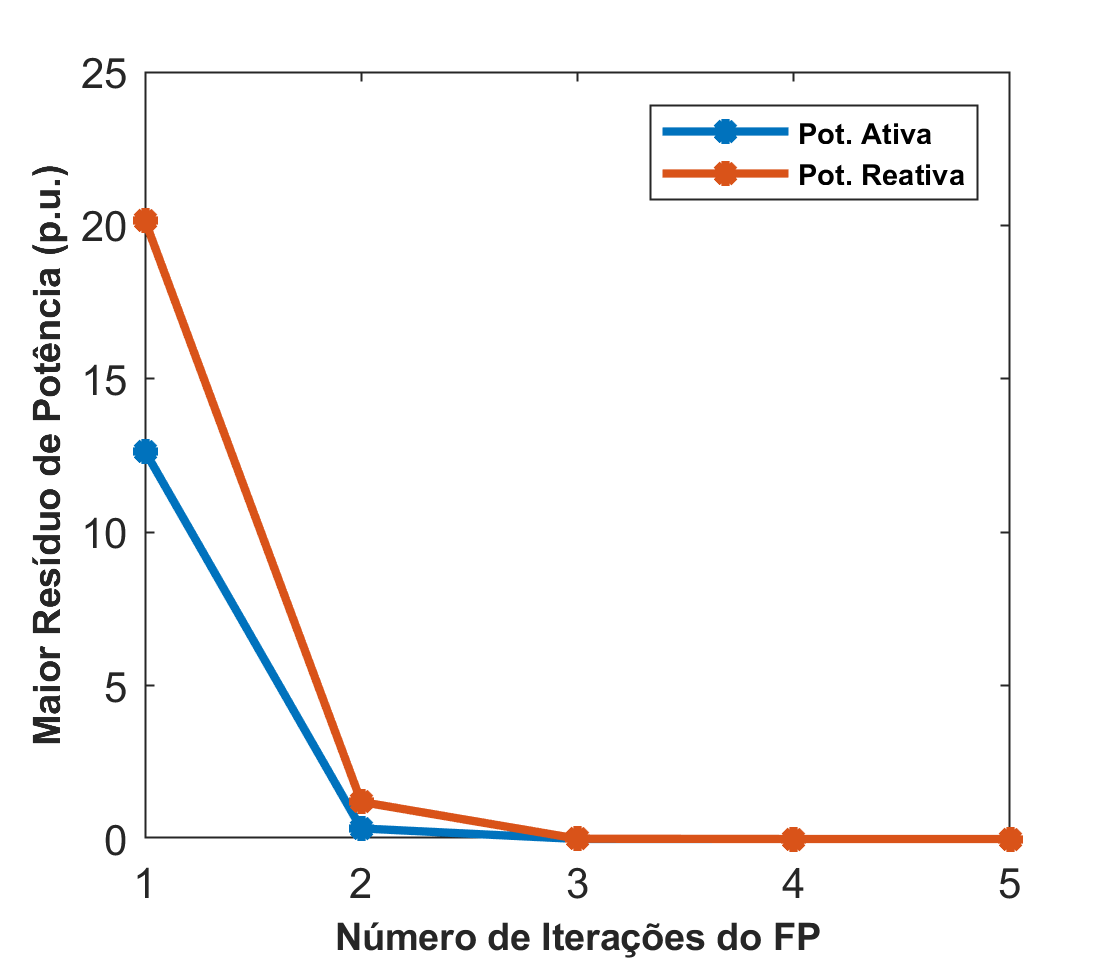 25
20
15
10
5
0
1
2
3
4
5
Maior Resíduo de Potência (p.u.)
Número de Iterações do FP
Pot. Ativa
Pot. Reativa